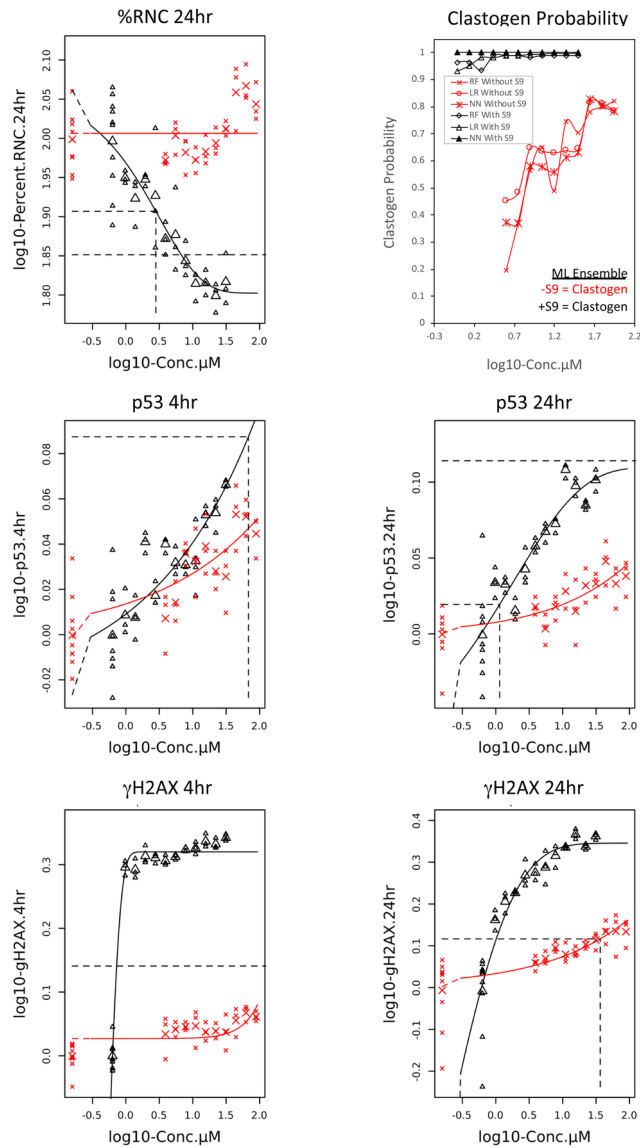 %RNC 24hr
log10-Percent.RNC.24hr
2.05
2.00
1.95
1.90
1.85
1.80
-0.5 0.0 0.5 1.0 1.5 2.0
log10-Conc.µM
Clastogen Probability
Clastogen Probability
1
0.9
0.8
0.7
0.6
0.5
0.4
0.3
0.2
0.1
0
RF Without S9
LR Without S9
NN Without S9
RF With S9
LR With S9
NN With S9
ML Ensemble
-S9 = Clastogen
+S9 = Clastogen
-0.3 0.2 0.7 1.2 1.7 2.2
log10-Conc.µM
p53 4hr
log10-p53.4hr
0.08
0.06
0.04
0.02
0.00
-0.02
-0.5 0.0 0.5 1.0 1.5 2.0
log10-Conc.µM
p53 24hr
log10-p53.24hr
0.10
0.05
0.00
-0.5 0.0 0.5 1.0 1.5 2.0
log10-Conc.µM
γH2AX 4hr
log10-gH2AX.4hr
0.3
0.2
0.1
0.0
-0.5 0.0 0.5 1.0 1.5 2.0
log10-Conc.µM
γH2AX 24hr
log10-gH2AX.24hr
0.4
0.3
0.2
0.1
0.0
-0.1
-0.2
-0.5 0.0 0.5 1.0 1.5 2.0
log10-Conc.µM